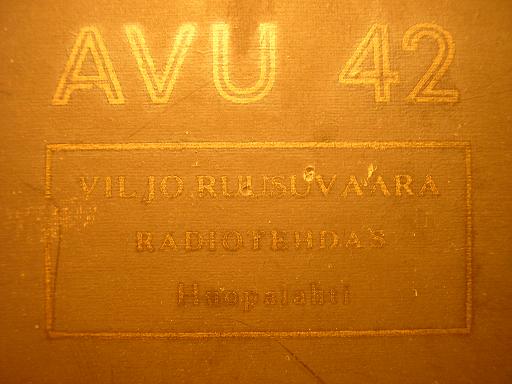 AVU 42
VILJO RUUSUVAARA
RADIOTEHDAS
Huopalahti